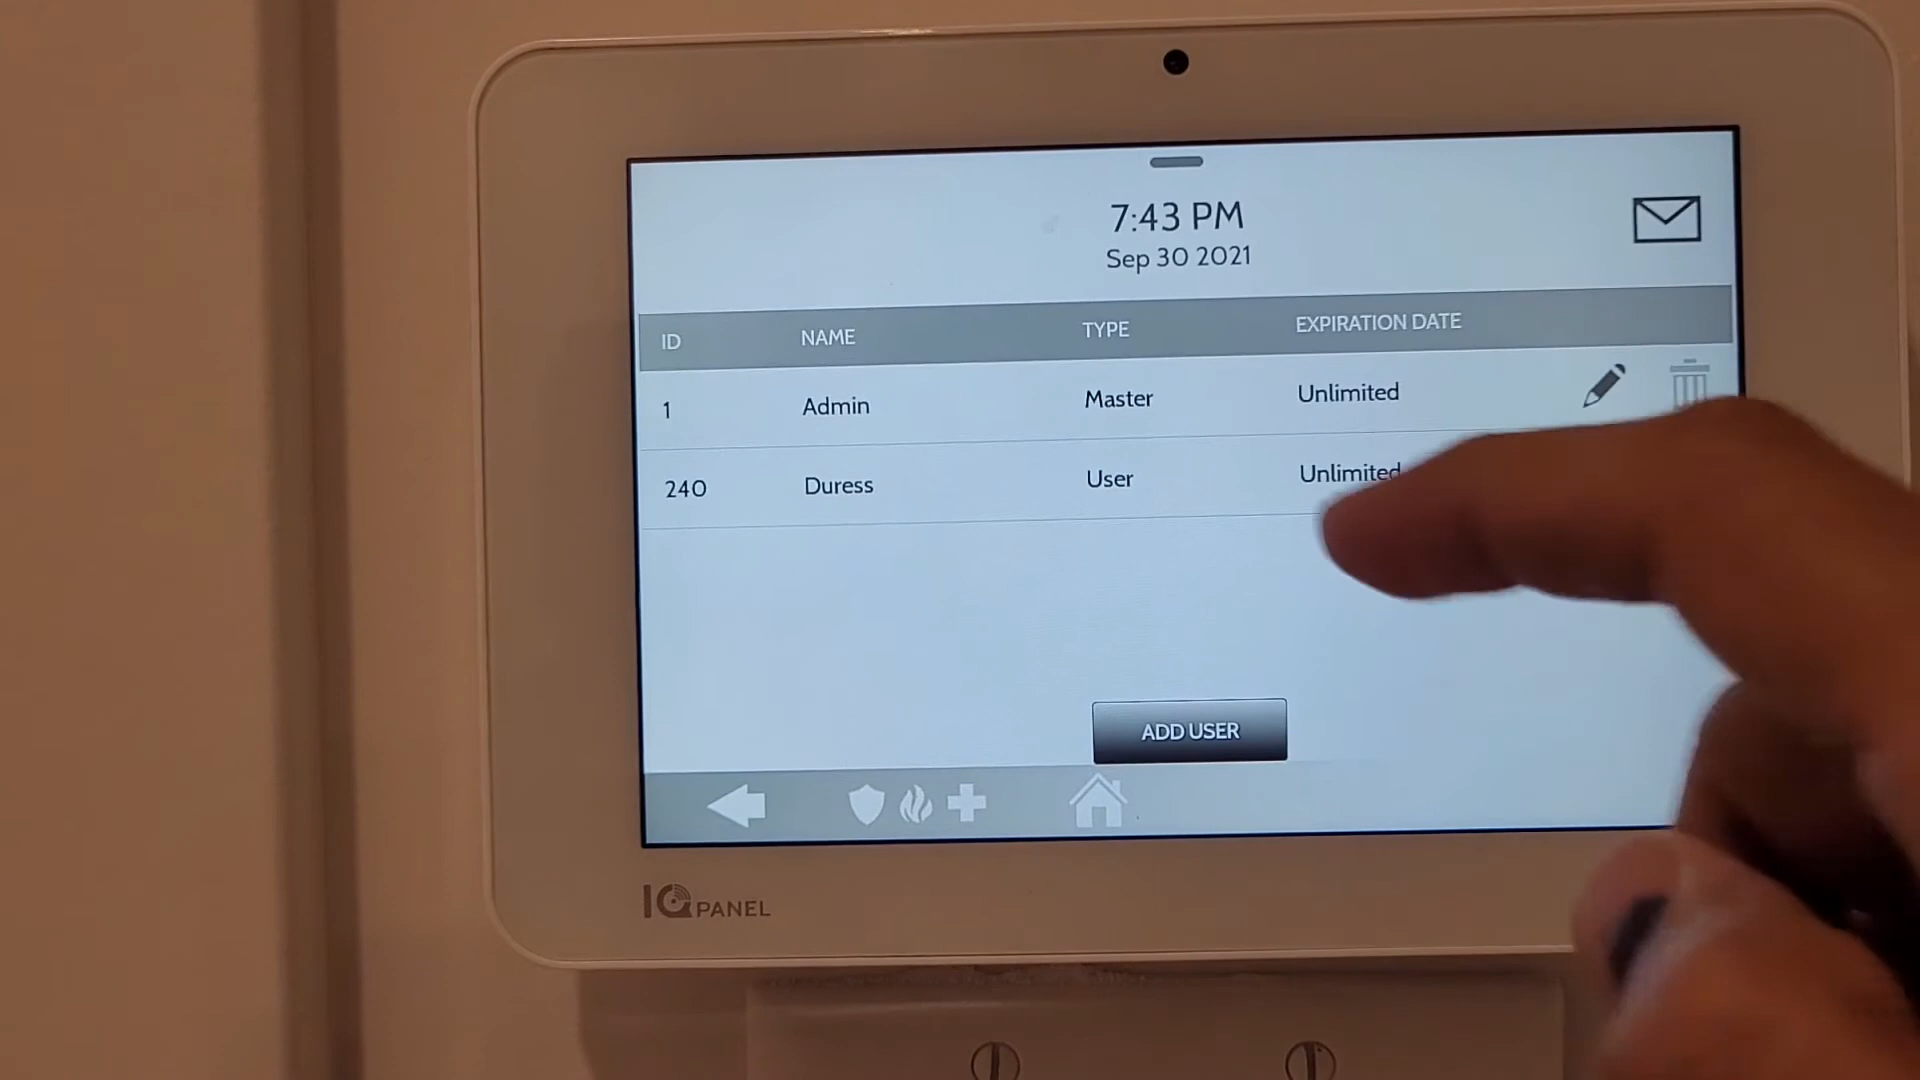 7:43 PM
Sep 30 2021
ID NAME TYPE EXPIRATION DATE
1 Admin Master Unlimited
240 Duress User Unlimited
ADD USER
IQ PANEL